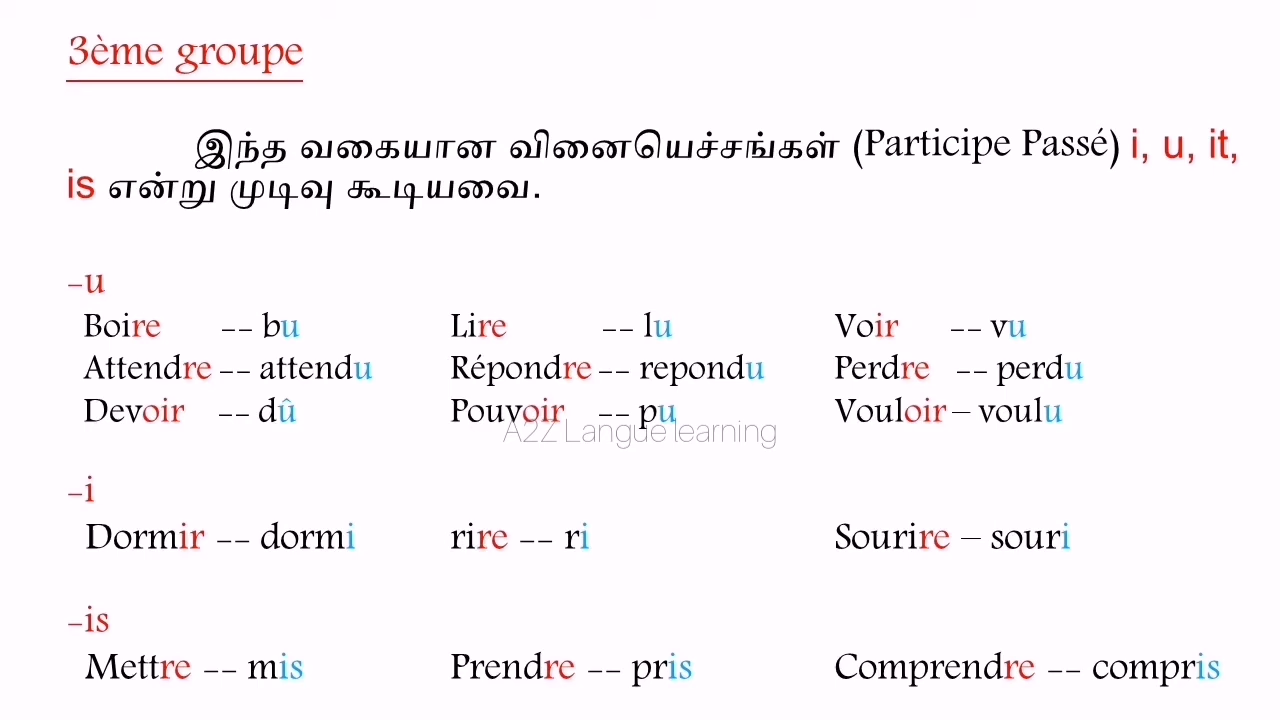 3ème groupe
இந்த வகையான வினையெச்சங்கள் (Participe Passé) i, u, it,
is என்று முடிவு கூடியவை.
-u
Boire -- bu Lire -- lu Voir -- vu
Attendre -- attendu Répondre -- repondu Perdre -- perdu
Devoir -- dû Pouvoir -- pu Vouloir – voulu
A2Z Langue learning
-i
Dormir -- dormi rire -- ri Sourire – souri
-is
Mettre -- mis Prendre -- pris Comprendre -- compris